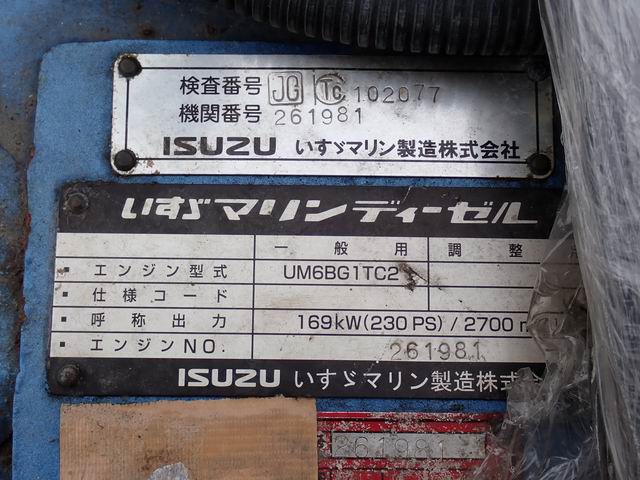 検査番号 JG TC 102077
機関番号 261981
ISUZU いすゞマリン製造株式会社
いすゞマリンディーゼル
一般用 調整
エンジン型式 UM6BG1TC2
仕様コード
呼称出力 169kW(230 PS) / 2700
エンジンNO. 261981
ISUZU いすゞマリン製造株式
261981